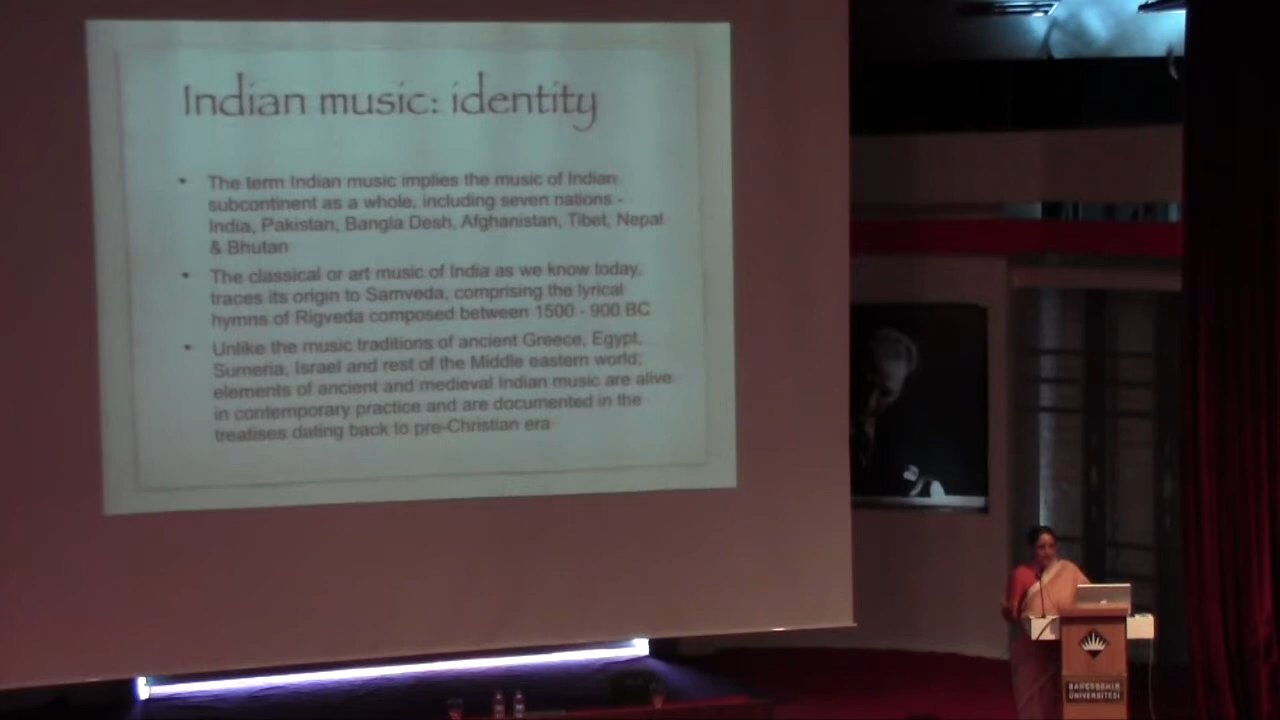 Indian music: identity
• The term Indian music implies the music of Indian
subcontinent as a whole, including seven nations -
India, Pakistan, Bangla Desh, Afghanistan, Tibet, Nepal
& Bhutan
• The classical or art music of India as we know today,
traces its origin to Samveda, comprising the lyrical
hymns of Rigveda composed between 1500 - 900 BC
• Unlike the music traditions of ancient Greece, Egypt,
Sumeria, Israel and rest of the Middle eastern world;
elements of ancient and medieval Indian music are alive
in contemporary practice and are documented in the
treatises dating back to pre-Christian era
BAHÇEŞEHİR
ÜNİVERSİTESİ